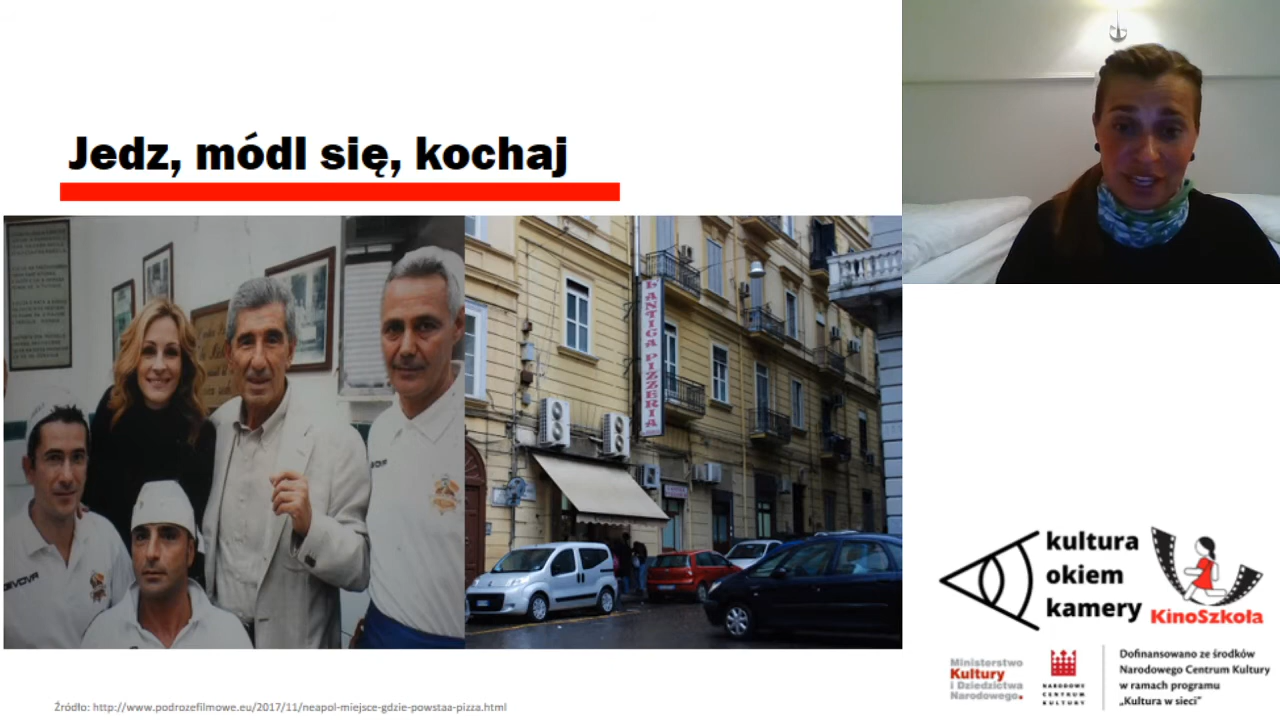 Jedz, módl się, kochaj
L'ANTICA PIZZERIA
kultura
okiem
kamery
KinoSzkoła
Ministerstwo
Kultury
i Dziedzictwa
Narodowego.
NARODOWE
CENTRUM
KULTURY
Dofinansowano ze środków
Narodowego Centrum Kultury
w ramach programu
„Kultura w sieci”
Źródło: http://www.podrozefilmowe.eu/2017/11/neapol-miejsce-gdzie-powstaa-pizza.html